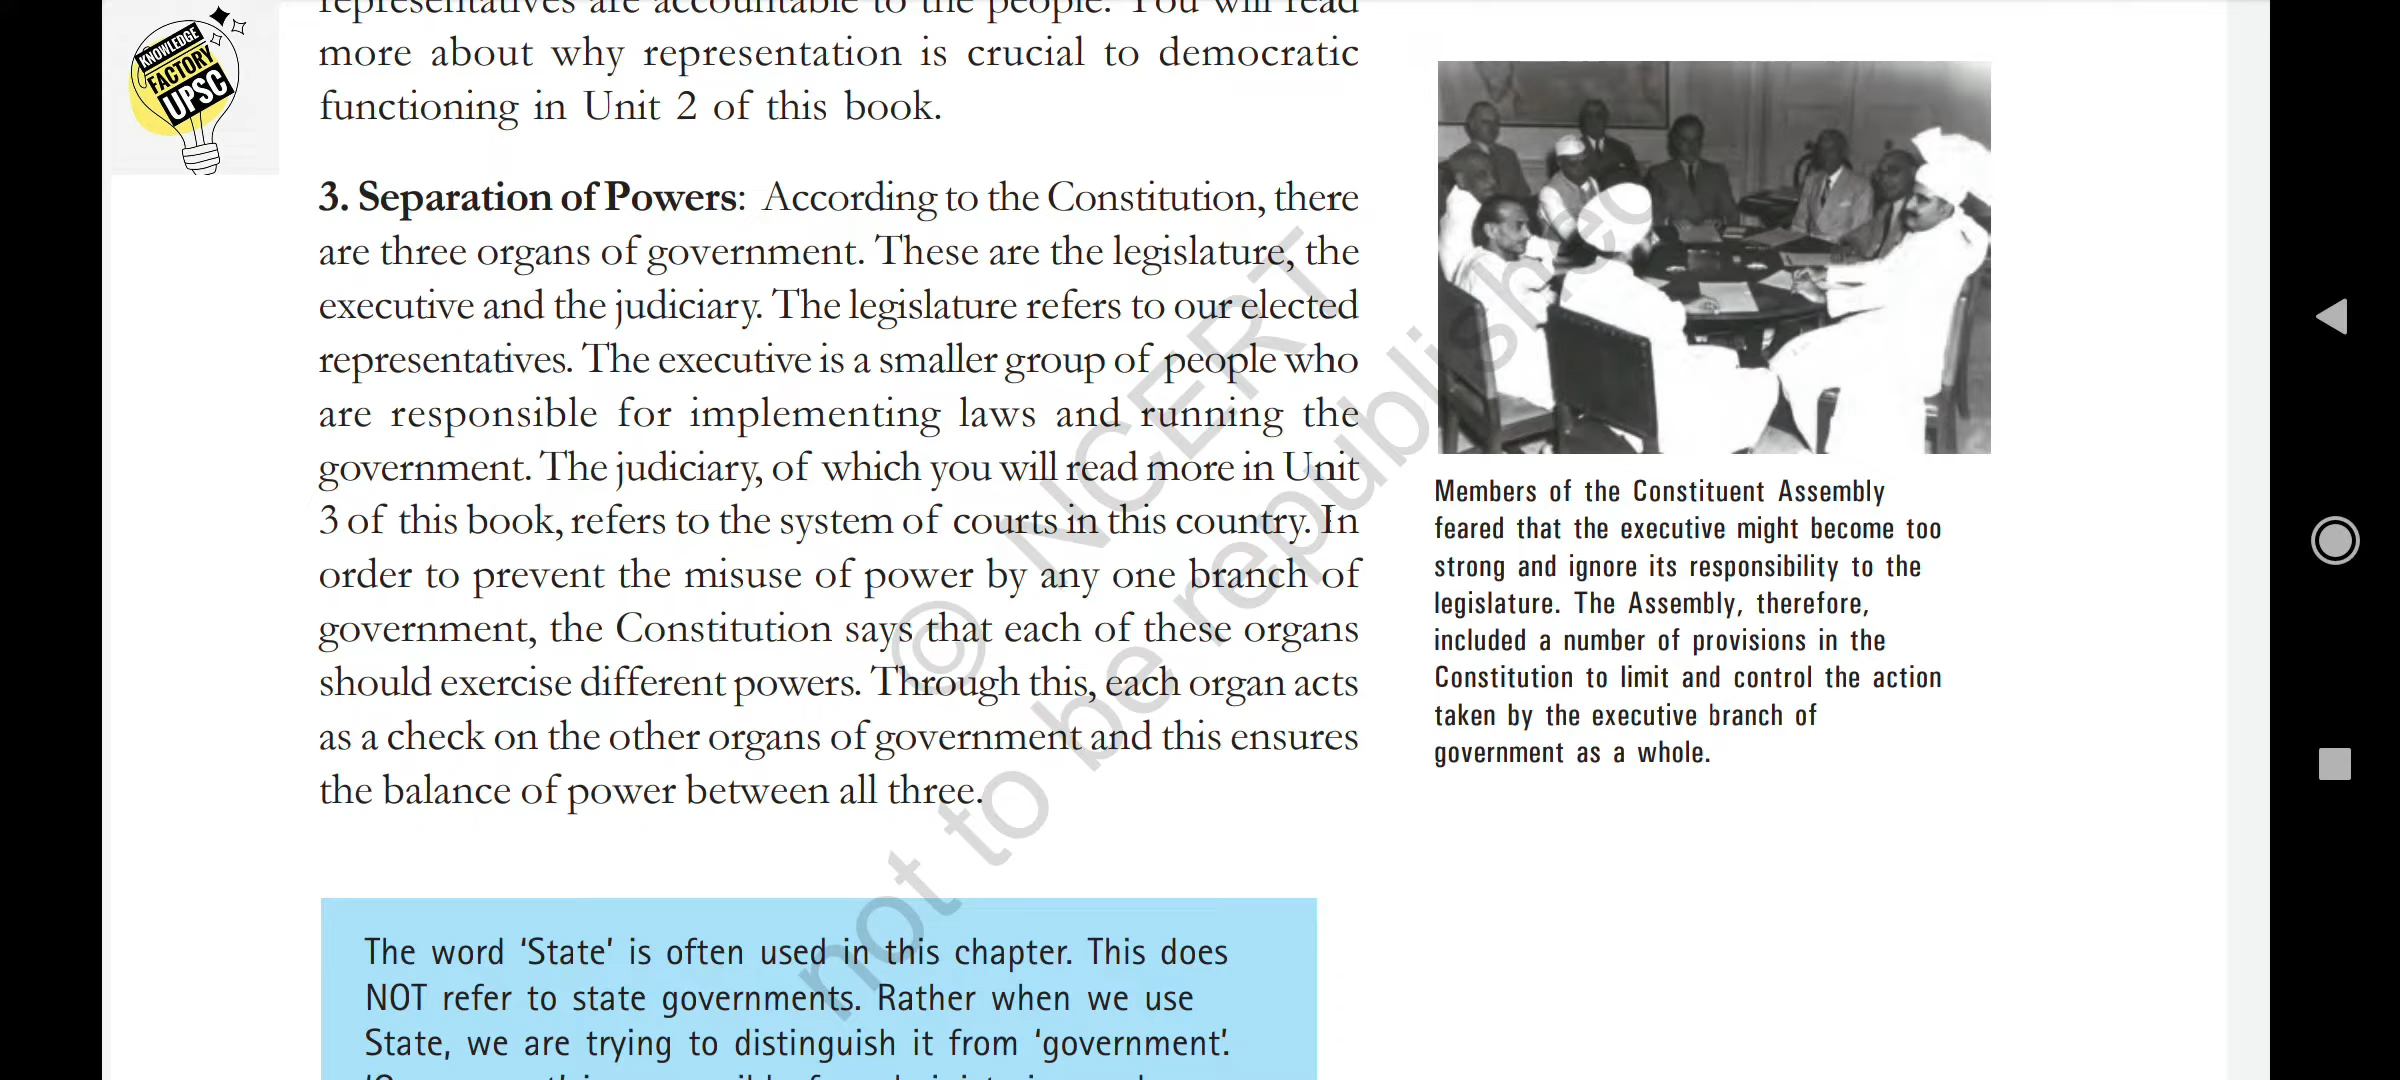 KNOWLEDGE
FACTORY
UPSC
more about why representation is crucial to democratic
functioning in Unit 2 of this book.
3. Separation of Powers: According to the Constitution, there
are three organs of government. These are the legislature, the
executive and the judiciary. The legislature refers to our elected
representatives. The executive is a smaller group of people who
are responsible for implementing laws and running the
government. The judiciary, of which you will read more in Unit
3 of this book, refers to the system of courts in this country. In
order to prevent the misuse of power by any one branch of
government, the Constitution says that each of these organs
should exercise different powers. Through this, each organ acts
as a check on the other organs of government and this ensures
the balance of power between all three.
Members of the Constituent Assembly
feared that the executive might become too
strong and ignore its responsibility to the
legislature. The Assembly, therefore,
included a number of provisions in the
Constitution to limit and control the action
taken by the executive branch of
government as a whole.
The word ‘State’ is often used in this chapter. This does
NOT refer to state governments. Rather when we use
State, we are trying to distinguish it from ‘government’.
© NCERT
not to be republished